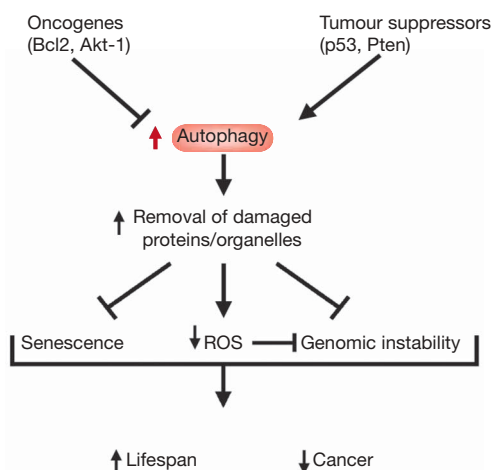 Oncogenes
(Bcl2, Akt-1)
Tumour suppressors
(p53, Pten)
Autophagy
Removal of damaged
proteins/organelles
Senescence
ROS
Genomic instability
Lifespan
Cancer